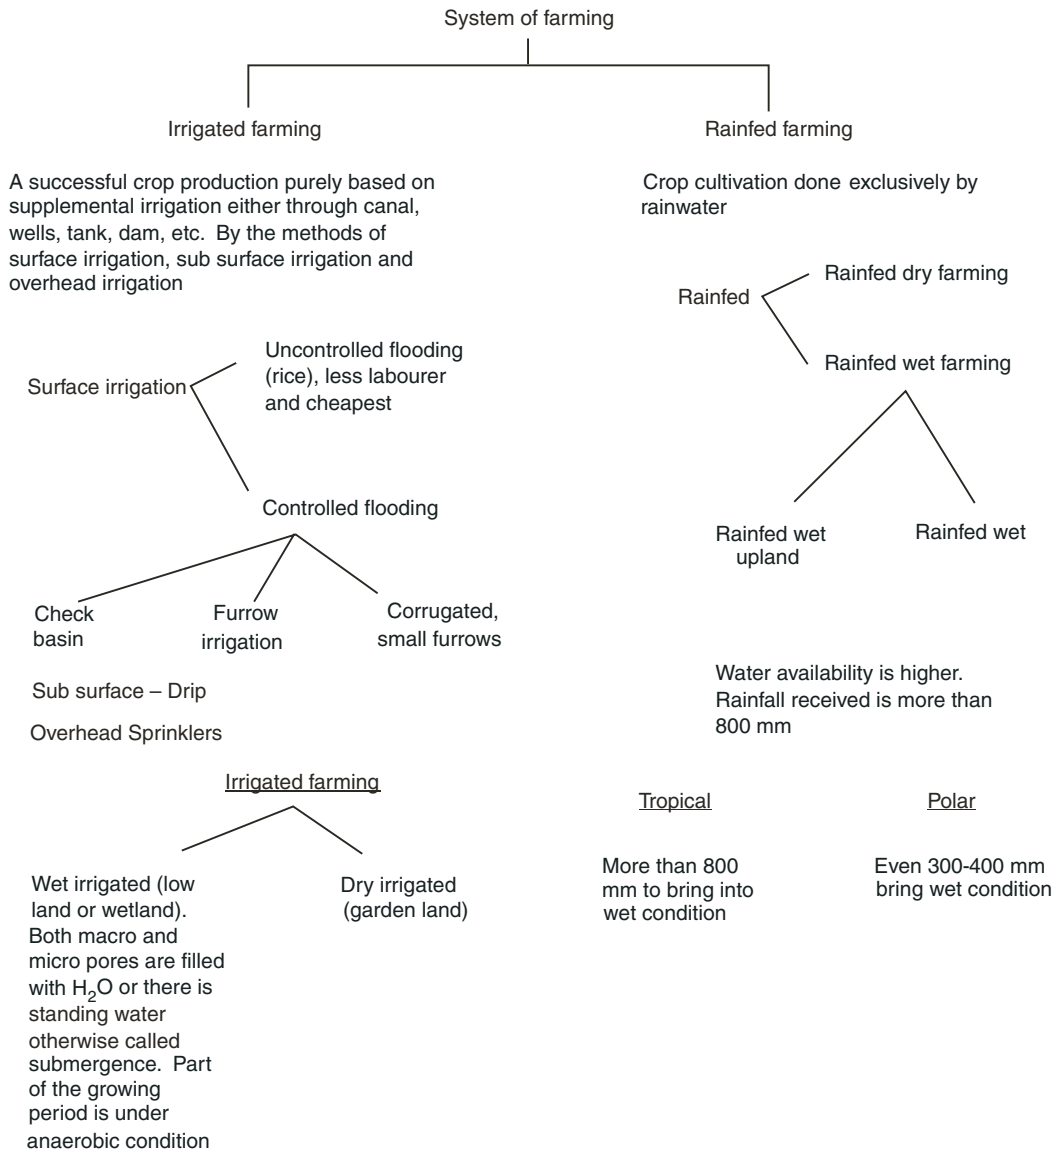 System of farming
Irrigated farming
Rainfed farming
A successful crop production purely based on
supplemental irrigation either through canal,
wells, tank, dam, etc. By the methods of
surface irrigation, sub surface irrigation and
overhead irrigation
Crop cultivation done exclusively by
rainwater
Rainfed
Rainfed dry farming
Rainfed wet farming
Surface irrigation
Uncontrolled flooding
(rice), less labourer
and cheapest
Controlled flooding
Rainfed wet
upland
Rainfed wet
Check
basin
Furrow
irrigation
Corrugated,
small furrows
Sub surface – Drip
Overhead Sprinklers
Water availability is higher.
Rainfall received is more than
800 mm
Irrigated farming
Wet irrigated (low
land or wetland).
Both macro and
micro pores are filled
with H₂O or there is
standing water
otherwise called
submergence. Part
of the growing
period is under
anaerobic condition
Dry irrigated
(garden land)
Tropical
More than 800
mm to bring into
wet condition
Polar
Even 300-400 mm
bring wet condition